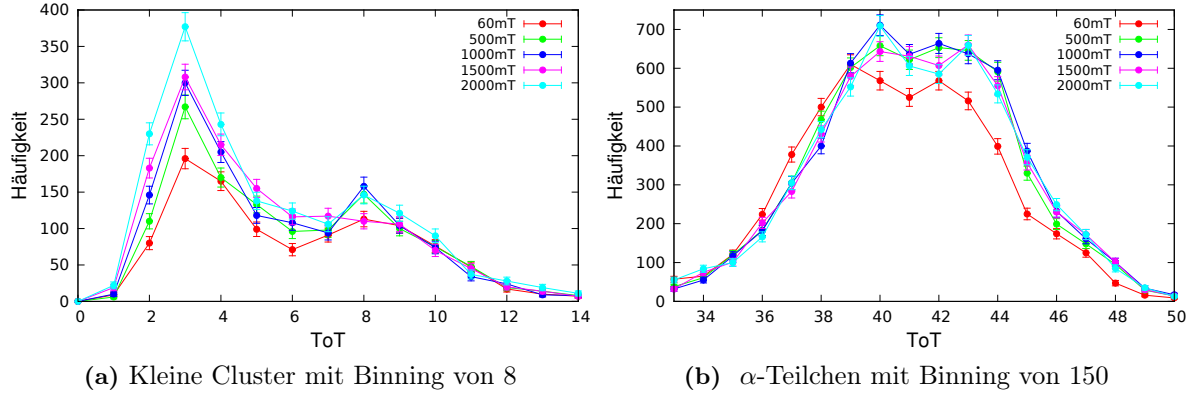 400
350
300
250
200
150
100
50
0
Häufigkeit
0 2 4 6 8 10 12 14
ToT
60mT
500mT
1000mT
1500mT
2000mT
(a) Kleine Cluster mit Binning von 8
700
600
500
400
300
200
100
0
Häufigkeit
34 36 38 40 42 44 46 48 50
ToT
60mT
500mT
1000mT
1500mT
2000mT
(b) α-Teilchen mit Binning von 150